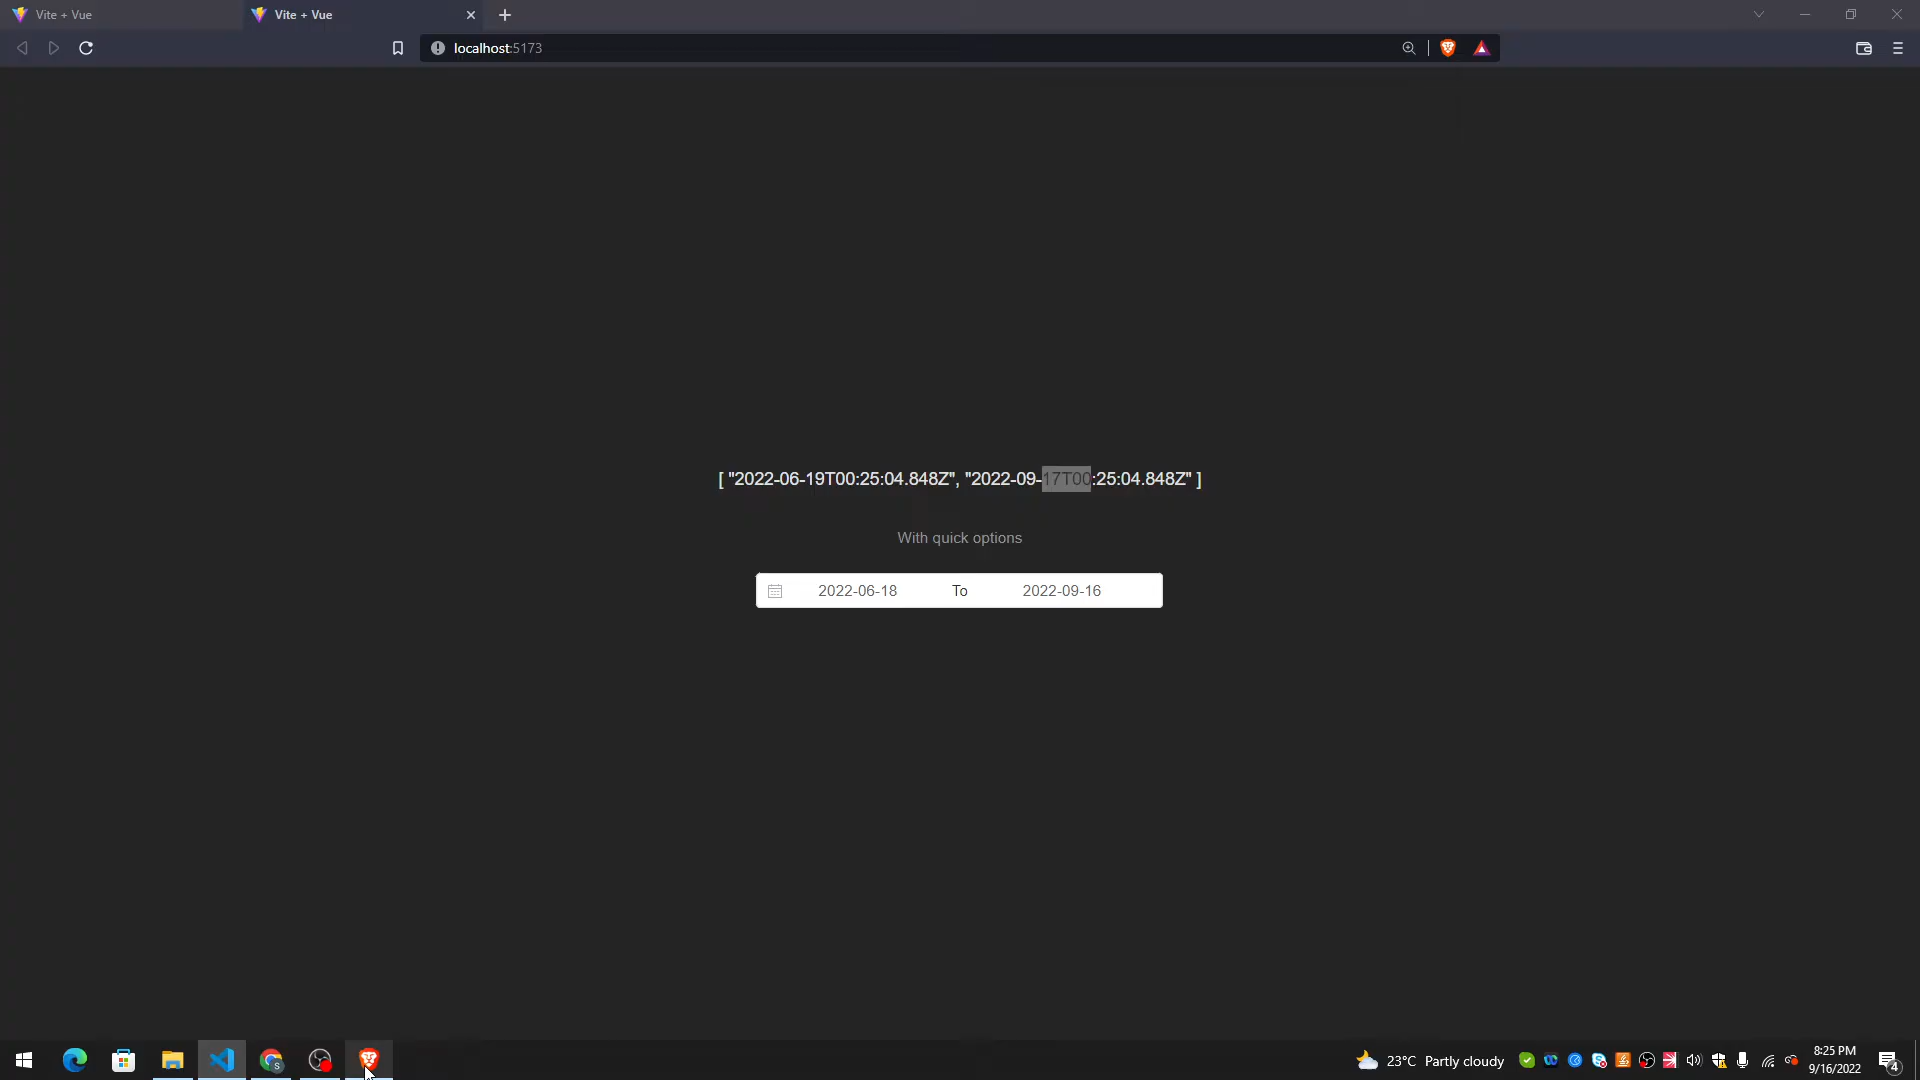 Vite + Vue
Vite + Vue
localhost:5173
[ "2022-06-19T00:25:04.848Z", "2022-09-17T00:25:04.848Z" ]
With quick options
2022-06-18 To 2022-09-16
23°C Partly cloudy
8:25 PM
9/16/2022
4